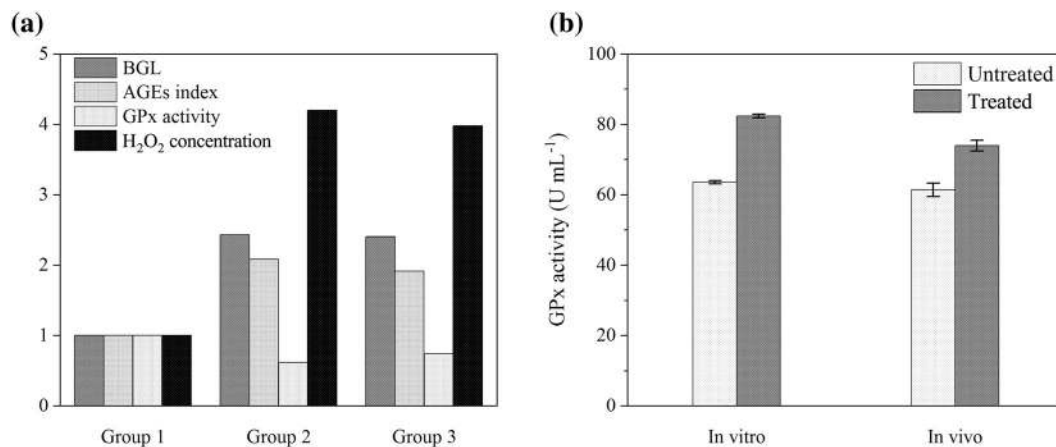 (a)
5
4
3
2
1
0
BGL
AGEs index
GPx activity
H₂O₂ concentration
Group 1
Group 2
Group 3
(b)
GPx activity (U mL⁻¹)
100
80
60
40
20
0
Untreated
Treated
In vitro
In vivo